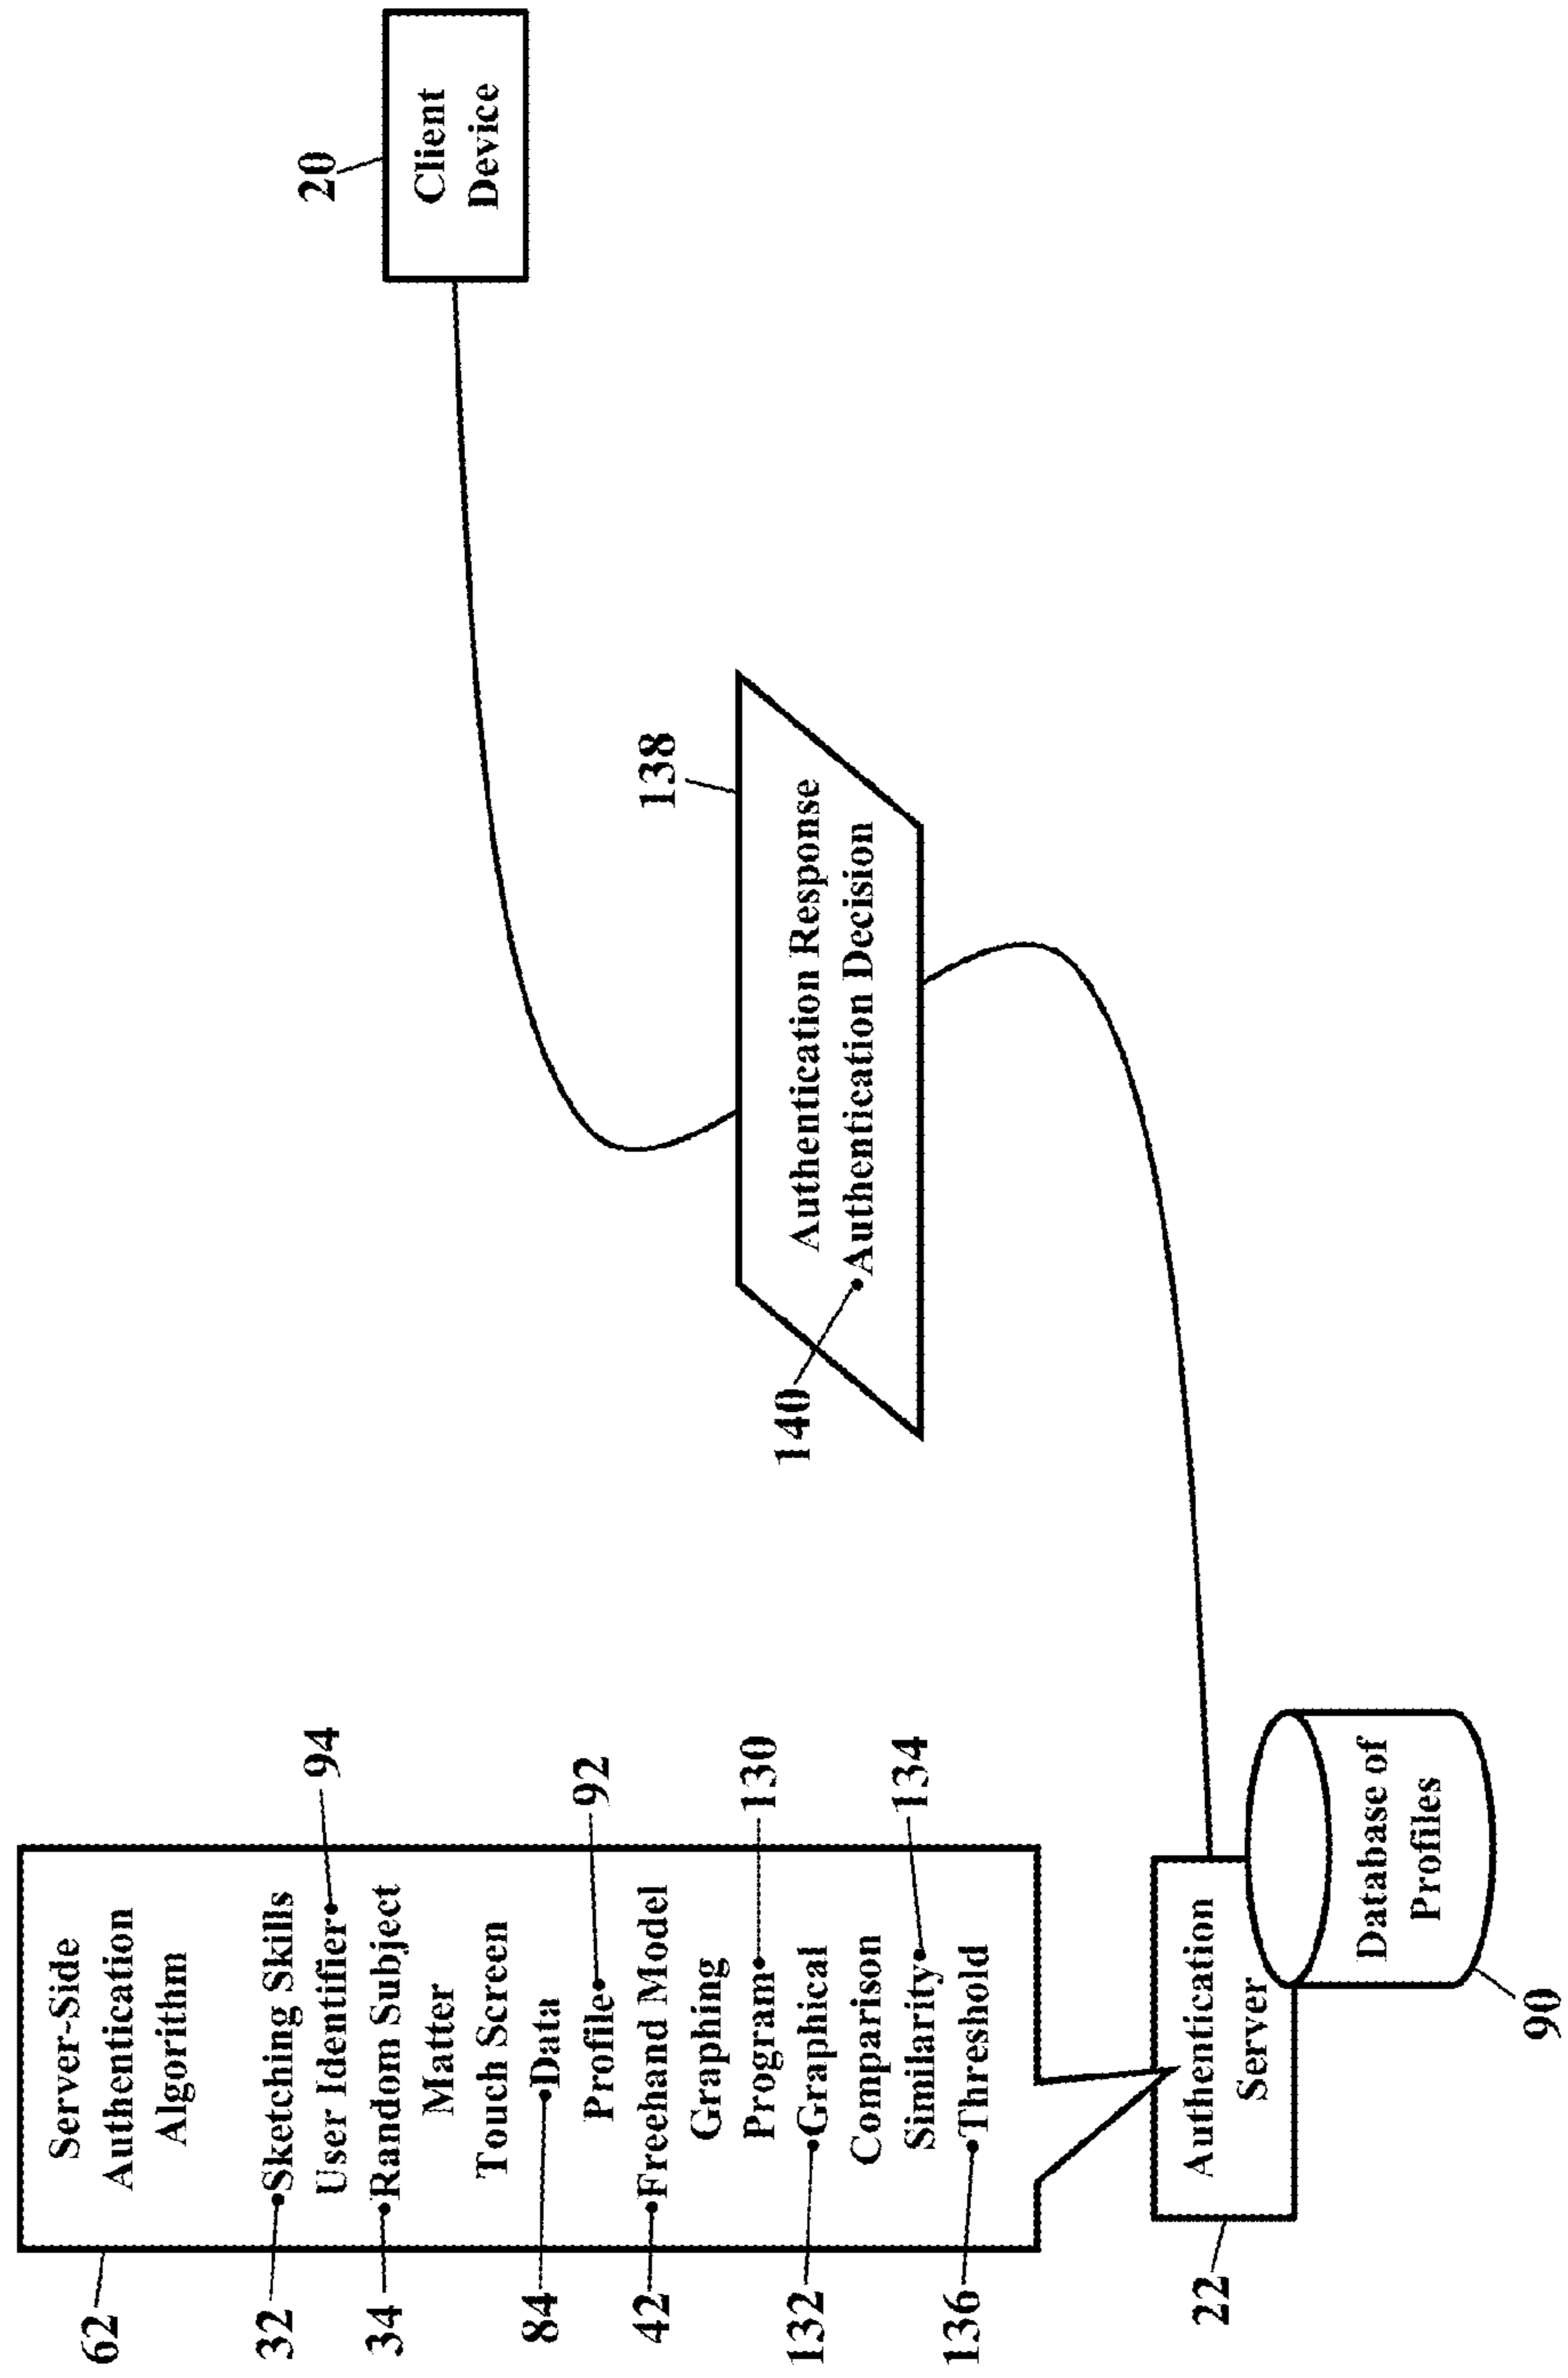 62
Server-Side
Authentication
Algorithm
32
Sketching Skills
User Identifier
94
34
Random Subject
Matter
Touch Screen
84
Data
Profile
92
42
Freehand Model
Graphing
Program
130
132
Graphical
Comparison
Similarity
134
136
Threshold
22
Authentication
Server
Database of
Profiles
90
138
Authentication Response
140
Authentication Decision
20
Client
Device